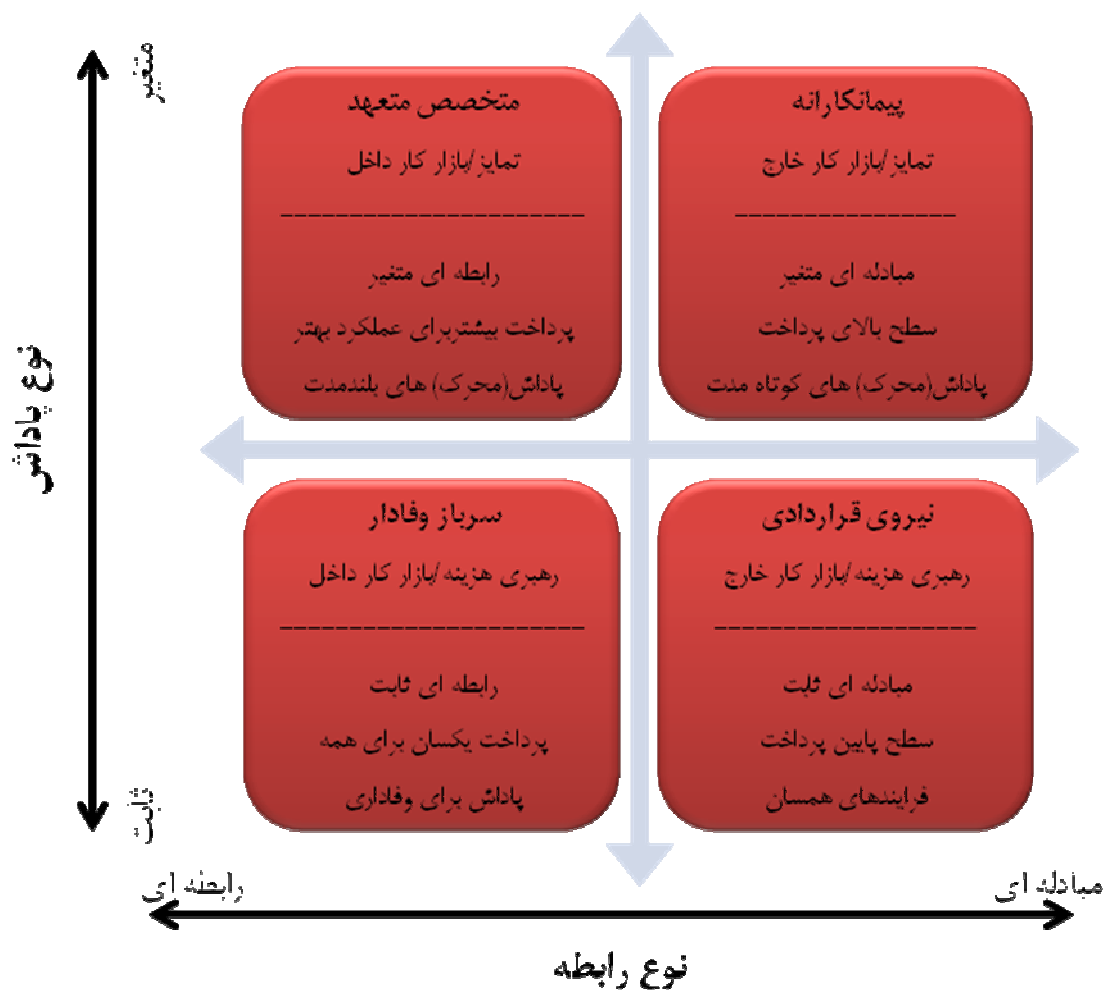 متغیر
نوع پاداش
ثابت
پیمانکارانه
تمایز/بازار کار خارج
----------------
مبادله ای متغیر
سطح بالای پرداخت
پاداش(محرک) های کوتاه مدت
متخصص متعهد
تمایز/بازار کار داخل
----------------------
رابطه ای متغیر
پرداخت بیشتربرای عملکرد بهتر
پاداش(محرک) های بلندمدت
نیروی قراردادی
رهبری هزینه/بازار کار خارج
-------------------
مبادله ای ثابت
سطح پایین پرداخت
فرایندهای همسان
سرباز وفادار
رهبری هزینه/بازار کار داخل
----------------------
رابطه ای ثابت
پرداخت یکسان برای همه
پاداش برای وفاداری
مبادله ای
رابطه ای
نوع رابطه